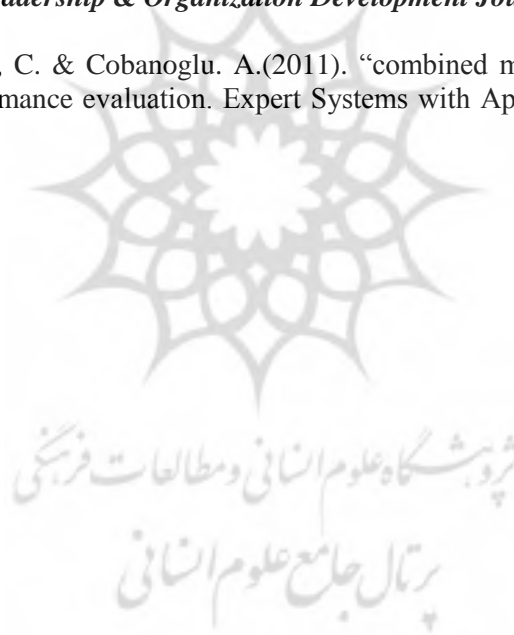 Leadership & Organization Development Jou
, C. & Cobanoglu. A.(2011). “combined m
mance evaluation. Expert Systems with Ap
پژوهشگاه علوم انسانی و مطالعات فرهنگی
پرتال جامع علوم انسانی